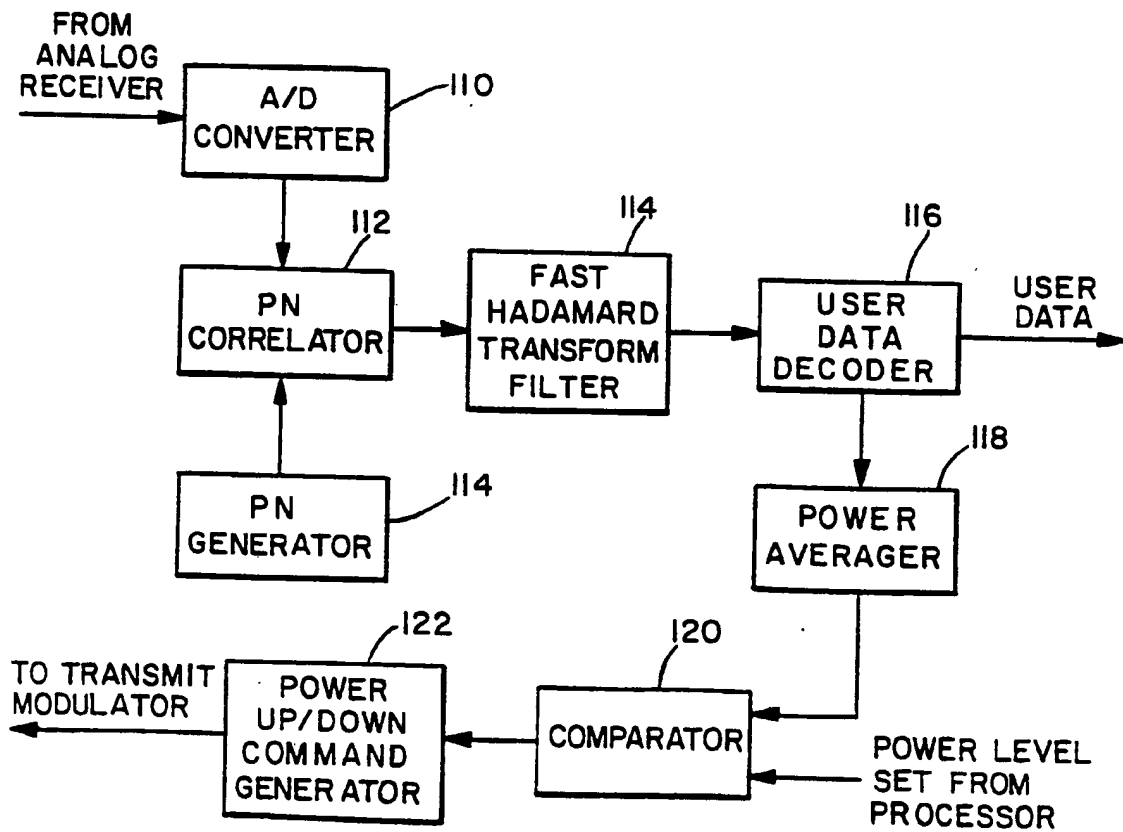 FROM
ANALOG
RECEIVER
A/D
CONVERTER
110
112
PN
CORRELATOR
114
FAST
HADAMARD
TRANSFORM
FILTER
116
USER
DATA
DECODER
USER
DATA
PN
GENERATOR
114
118
POWER
AVERAGER
TO TRANSMIT
MODULATOR
122
POWER
UP/DOWN
COMMAND
GENERATOR
120
COMPARATOR
POWER LEVEL
SET FROM
PROCESSOR